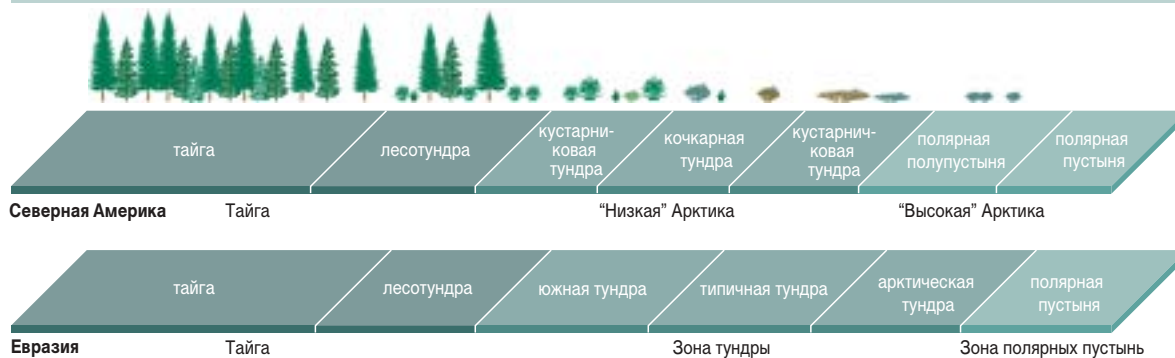 тайга
лесотундра
кустарни-
ковая
тундра
кочкарная
тундра
кустарнич-
ковая
тундра
полярная
полупустыня
полярная
пустыня
Северная Америка Тайга "Низкая" Арктика "Высокая" Арктика
тайга
лесотундра
южная тундра
типичная тундра
арктическая
тундра
полярная
пустыня
Евразия Тайга Зона тундры Зона полярных пустынь